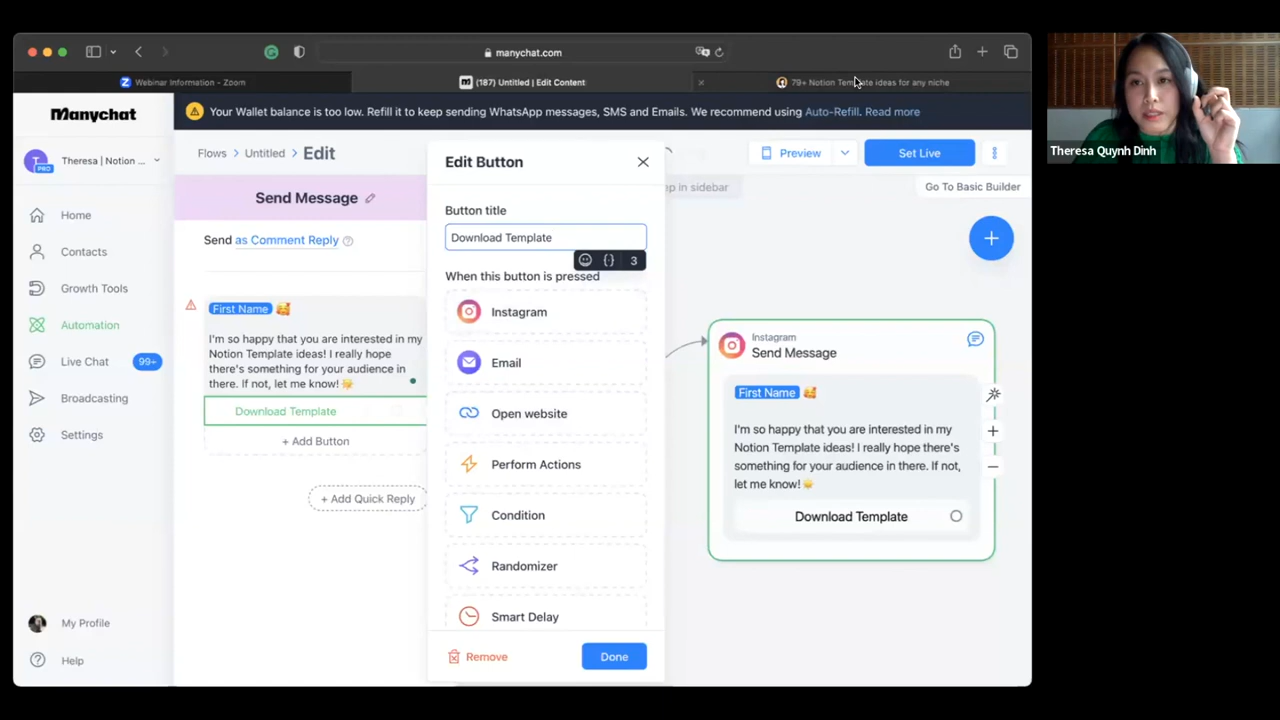 manychat.com
Webinar Information – Zoom
(187) Untitled | Edit Content
79+ Notion Template ideas for any niche
Manychat
Your Wallet balance is too low. Refill it to keep sending WhatsApp messages, SMS and Emails. We recommend using Auto-Refill. Read more
Theresa | Notion ...
PRO
Home
Contacts
Growth Tools
Automation
Live Chat 99+
Broadcasting
Settings
My Profile
Help
Flows > Untitled > Edit
Send Message
Send as Comment Reply
First Name
I'm so happy that you are interested in my
Notion Template ideas! I really hope
there's something for your audience in
there. If not, let me know!
Download Template
+ Add Button
+ Add Quick Reply
Edit Button
Button title
Download Template
3
When this button is pressed
Instagram
Email
Open website
Perform Actions
Condition
Randomizer
Smart Delay
Remove
Done
Preview
Set Live
in sidebar
Go To Basic Builder
Instagram
Send Message
First Name
I'm so happy that you are interested in my
Notion Template ideas! I really hope there's
something for your audience in there. If not,
let me know!
Download Template
Theresa Quynh Dinh